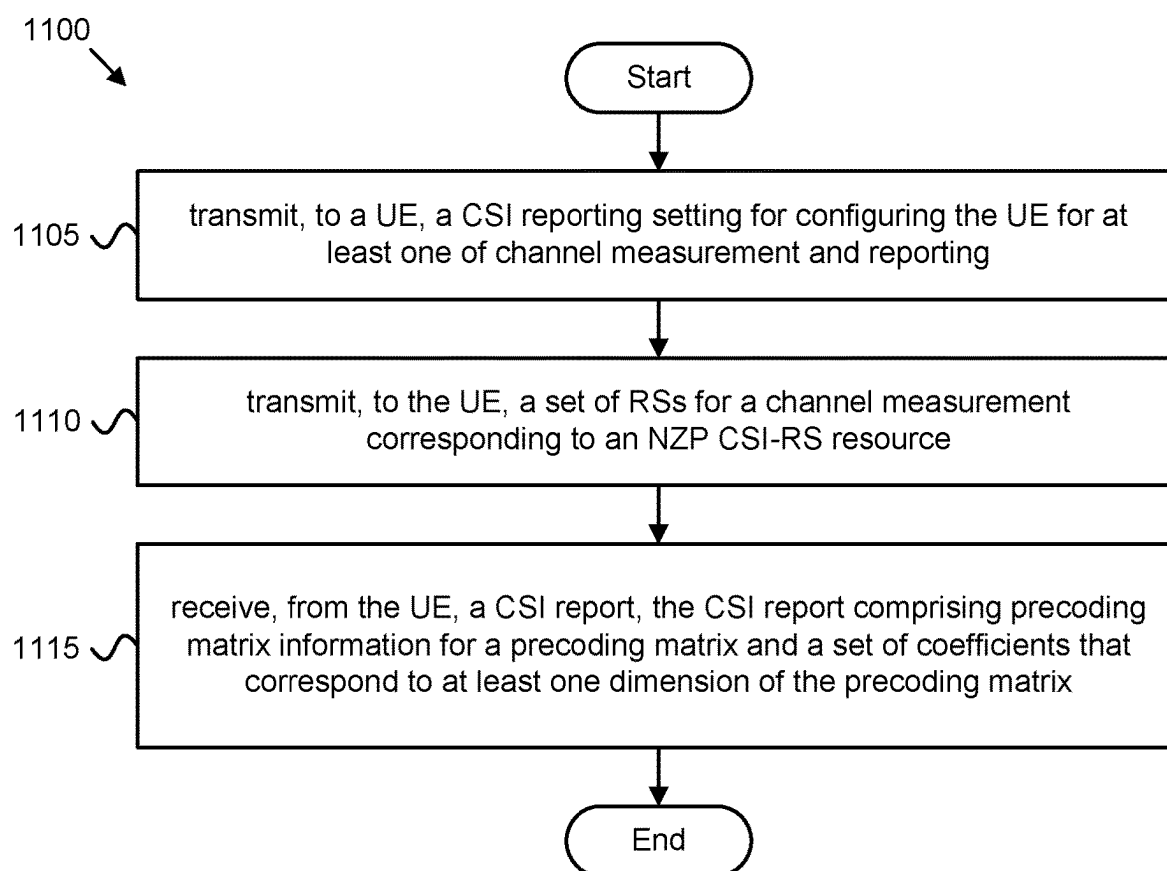 1100
Start
1105
transmit, to a UE, a CSI reporting setting for configuring the UE for at
least one of channel measurement and reporting
1110
transmit, to the UE, a set of RSs for a channel measurement
corresponding to an NZP CSI-RS resource
1115
receive, from the UE, a CSI report, the CSI report comprising precoding
matrix information for a precoding matrix and a set of coefficients that
correspond to at least one dimension of the precoding matrix
End